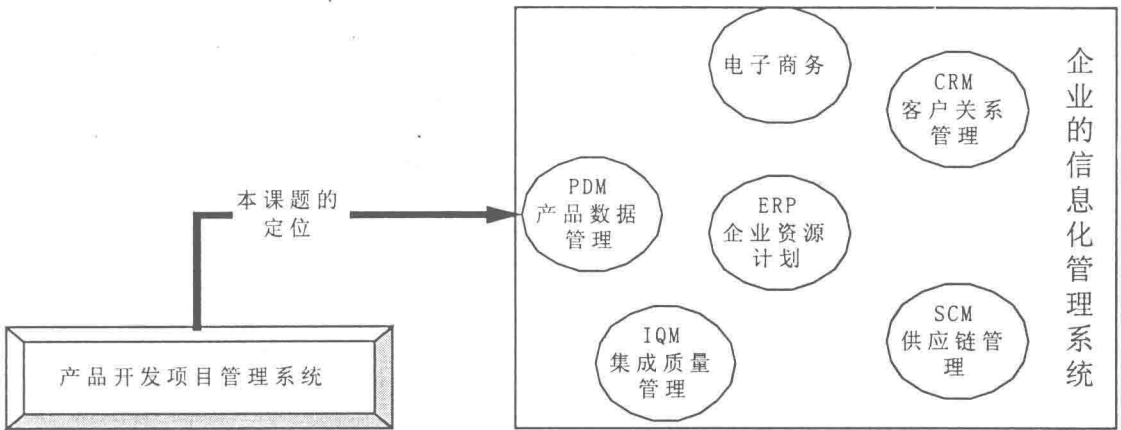 电子商务
CRM
客户关系
管理
企业的信息化管理系统
PDM
产品数据
管理
ERP
企业资源
计划
本课题的
定位
IQM
集成质量
管理
SCM
供应链管
理
产品开发项目管理系统